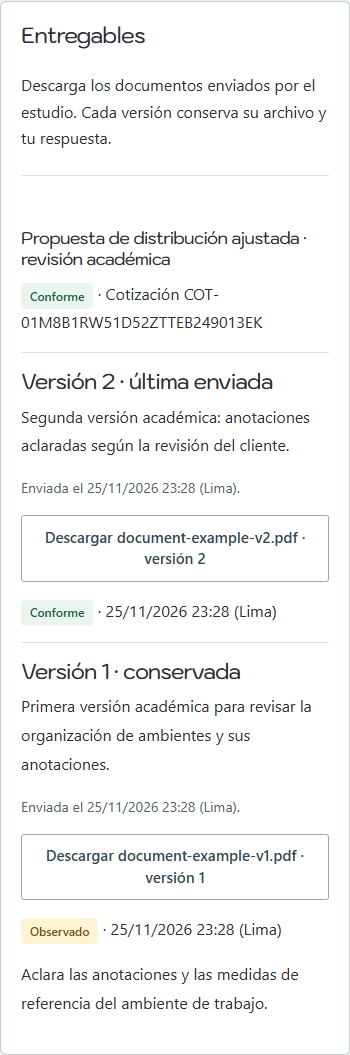 Entregables
Descarga los documentos enviados por el
estudio. Cada versión conserva su archivo y
tu respuesta.
Propuesta de distribución ajustada ·
revisión académica
Conforme · Cotización COT-
01M8B1RW51D52ZTTEB249013EK
Versión 2 · última enviada
Segunda versión académica: anotaciones
aclaradas según la revisión del cliente.
Enviada el 25/11/2026 23:28 (Lima).
Descargar document-example-v2.pdf ·
versión 2
Conforme · 25/11/2026 23:28 (Lima)
Versión 1 · conservada
Primera versión académica para revisar la
organización de ambientes y sus
anotaciones.
Enviada el 25/11/2026 23:28 (Lima).
Descargar document-example-v1.pdf ·
versión 1
Observado · 25/11/2026 23:28 (Lima)
Aclara las anotaciones y las medidas de
referencia del ambiente de trabajo.